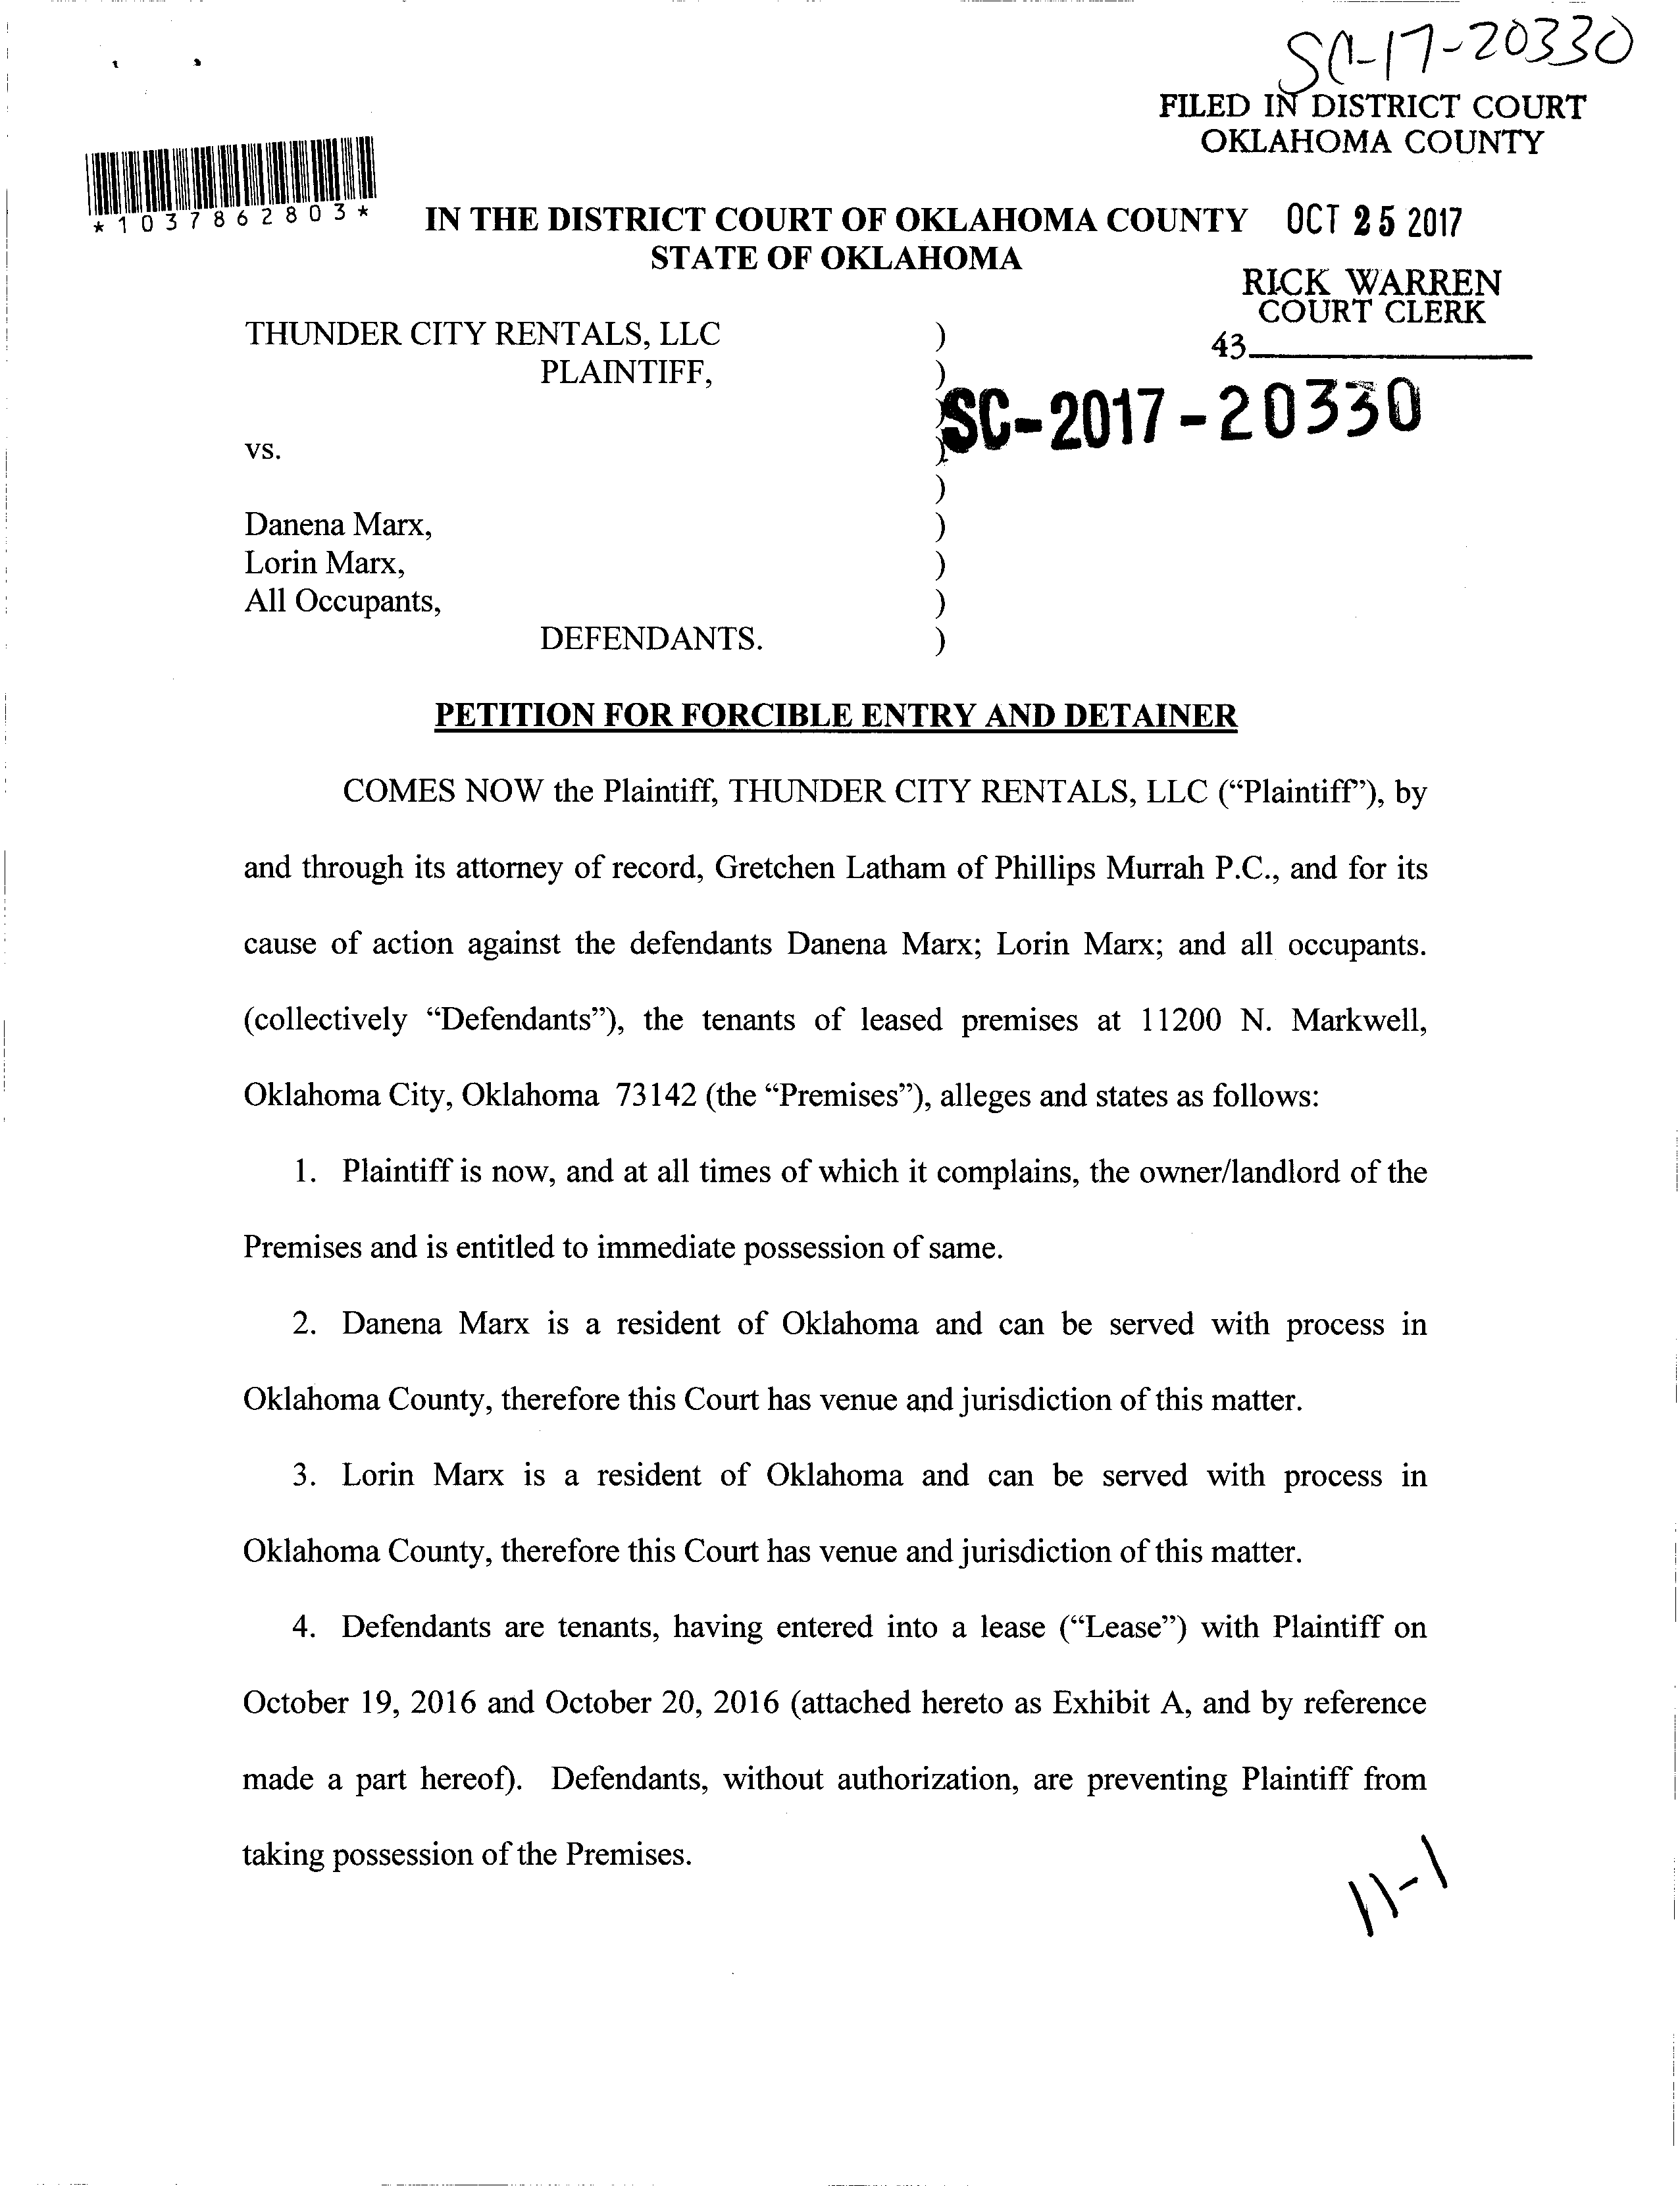 SC-17-20330
FILED IN DISTRICT COURT
OKLAHOMA COUNTY
*1037862803*
IN THE DISTRICT COURT OF OKLAHOMA COUNTY OCT 25 2017
STATE OF OKLAHOMA
RICK WARREN
COURT CLERK
THUNDER CITY RENTALS, LLC )
43
PLAINTIFF, )
) SC-2017-20330
vs. )
)
Danena Marx, )
Lorin Marx, )
All Occupants, )
DEFENDANTS. )
PETITION FOR FORCIBLE ENTRY AND DETAINER
COMES NOW the Plaintiff, THUNDER CITY RENTALS, LLC (“Plaintiff”), by
and through its attorney of record, Gretchen Latham of Phillips Murrah P.C., and for its
cause of action against the defendants Danena Marx; Lorin Marx; and all occupants.
(collectively “Defendants”), the tenants of leased premises at 11200 N. Markwell,
Oklahoma City, Oklahoma 73142 (the “Premises”), alleges and states as follows:
1. Plaintiff is now, and at all times of which it complains, the owner/landlord of the
Premises and is entitled to immediate possession of same.
2. Danena Marx is a resident of Oklahoma and can be served with process in
Oklahoma County, therefore this Court has venue and jurisdiction of this matter.
3. Lorin Marx is a resident of Oklahoma and can be served with process in
Oklahoma County, therefore this Court has venue and jurisdiction of this matter.
4. Defendants are tenants, having entered into a lease (“Lease”) with Plaintiff on
October 19, 2016 and October 20, 2016 (attached hereto as Exhibit A, and by reference
made a part hereof). Defendants, without authorization, are preventing Plaintiff from
taking possession of the Premises.
11-1